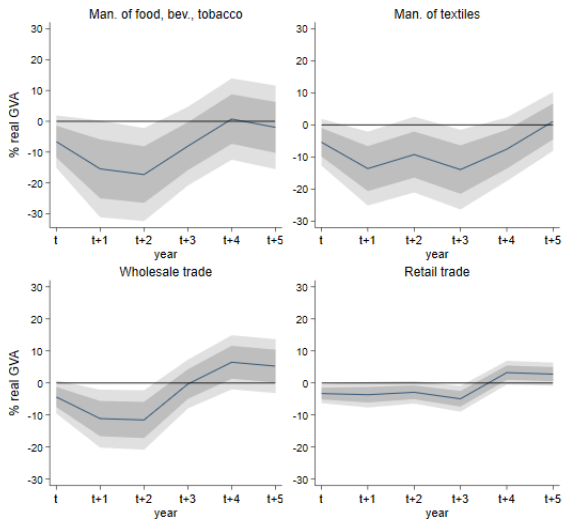 Man. of food, bev., tobacco
% real GVA
30
20
10
0
-10
-20
-30
t t+1 t+2 t+3 t+4 t+5
year
Man. of textiles
30
20
10
0
-10
-20
-30
t t+1 t+2 t+3 t+4 t+5
year
Wholesale trade
% real GVA
30
20
10
0
-10
-20
-30
t t+1 t+2 t+3 t+4 t+5
year
Retail trade
30
20
10
0
-10
-20
-30
t t+1 t+2 t+3 t+4 t+5
year